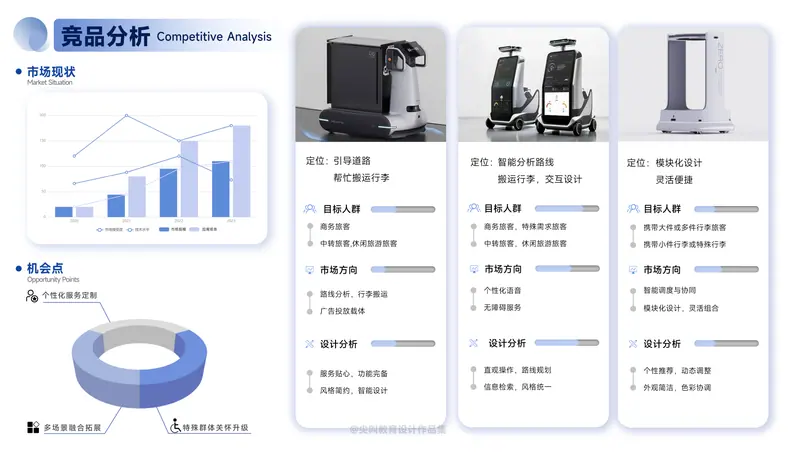 竞品分析 Competitive Analysis
市场现状
Market Situation
机会点
Opportunity Points
个性化服务定制
多场景融合拓展
特殊群体关怀升级
定位：引导道路
帮忙搬运行李
目标人群
商务旅客
中转旅客,休闲旅游旅客
市场方向
路线分析、行李搬运
广告投放载体
设计分析
服务贴心、功能完备
风格简约，智能设计
定位：智能分析路线
搬运行李，交互设计
目标人群
商务旅客，特殊需求旅客
中转旅客、休闲旅游旅客
市场方向
个性化语音
无障碍服务
设计分析
直观操作、路线规划
信息检索、风格统一
定位：模块化设计
灵活便捷
目标人群
携带大件或多件行李旅客
携带小件行李或特殊行李
市场方向
智能调度与协同
模块化设计，灵活组合
设计分析
个性推荐，动态调整
外观简洁，色彩协调
@尖叫教育设计作品集